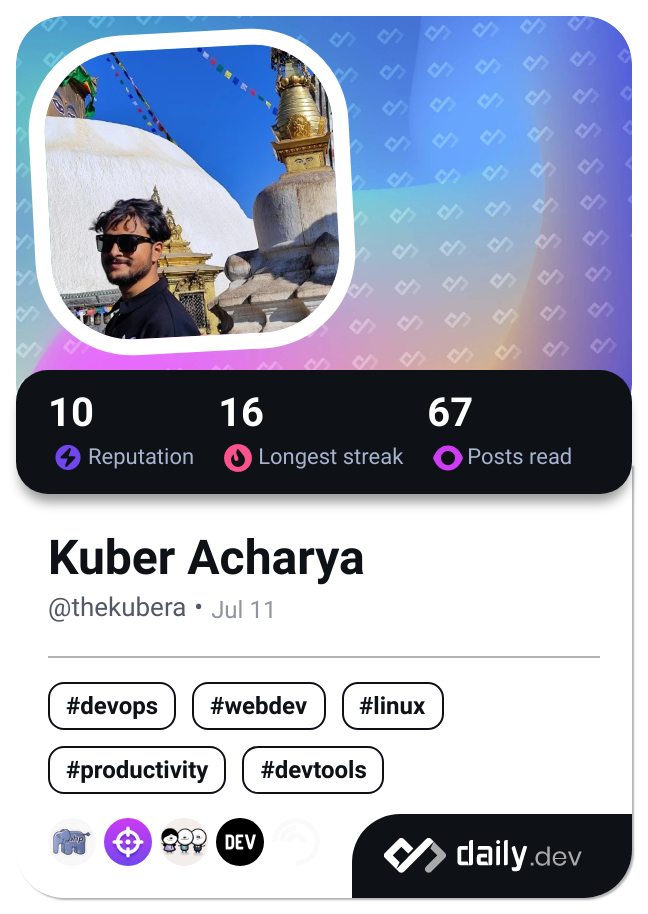 10 16 67
Reputation Longest streak Posts read
Kuber Acharya
@thekubera • Jul 11
#devops #webdev #linux
#productivity #devtools
php DEV daily.dev